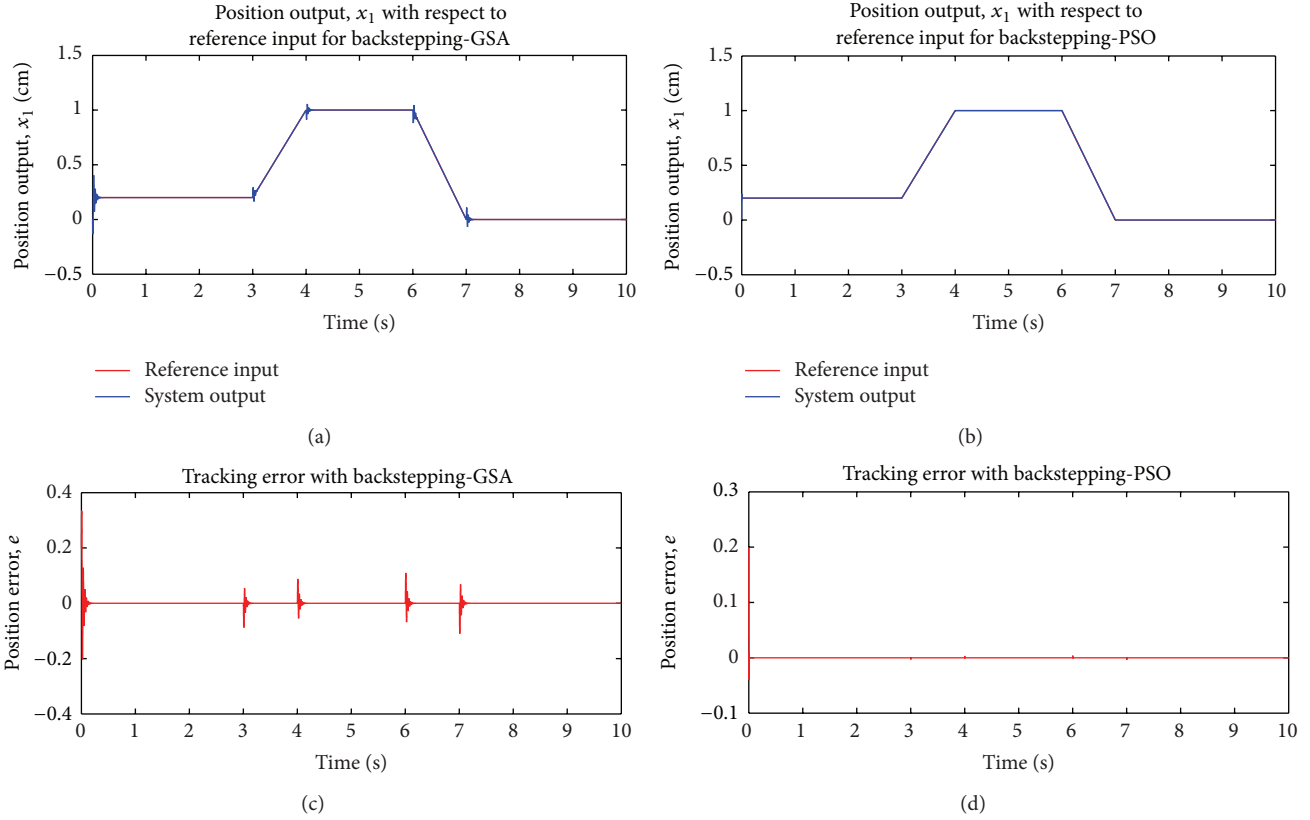 Position output, x1 with respect to
reference input for backstepping-GSA
1.5
1
0.5
0
−0.5
Position output, x1 (cm)
0 1 2 3 4 5 6 7 8 9 10
Time (s)
Reference input
System output
(a)
Position output, x1 with respect to
reference input for backstepping-PSO
1.5
1
0.5
0
−0.5
Position output, x1 (cm)
0 1 2 3 4 5 6 7 8 9 10
Time (s)
Reference input
System output
(b)
Tracking error with backstepping-GSA
0.4
0.2
0
−0.2
−0.4
Position error, e
0 1 2 3 4 5 6 7 8 9 10
Time (s)
(c)
Tracking error with backstepping-PSO
0.3
0.2
0.1
0
−0.1
Position error, e
0 1 2 3 4 5 6 7 8 9 10
Time (s)
(d)